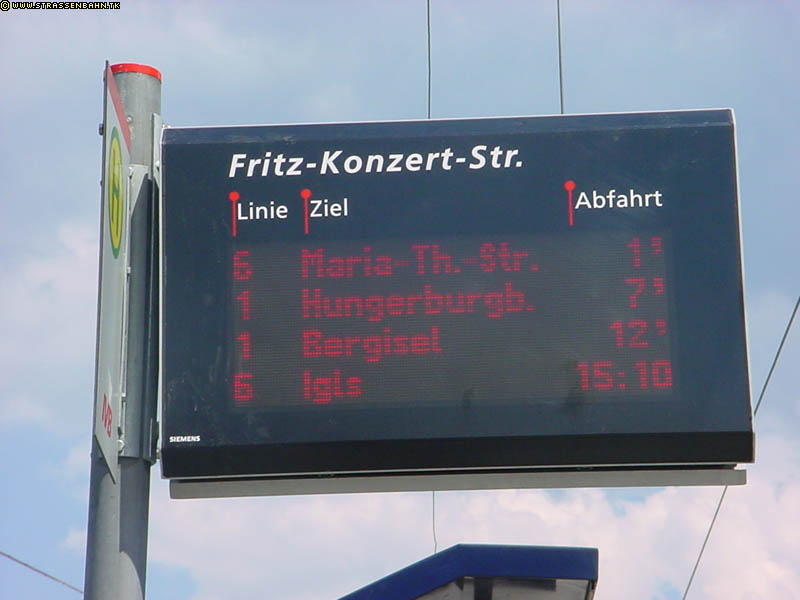 © WWW.STRASSENBAHN.TK
H
Fritz-Konzert-Str.
Linie Ziel Abfahrt
6 Maria-Th.-Str. 1'
1 Hungerburgb. 7'
1 Bergisel 12'
6 Igls 15:10
IVB
SIEMENS